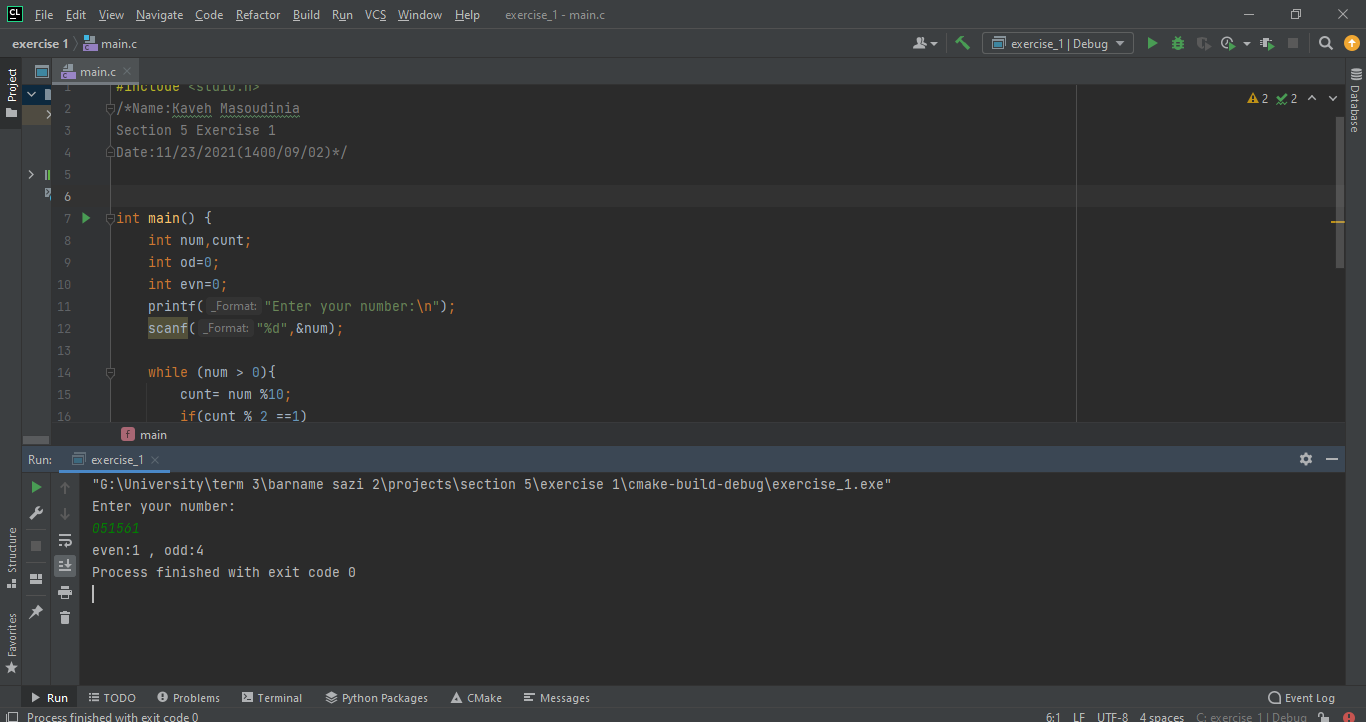 CL File Edit View Navigate Code Refactor Build Run VCS Window Help exercise_1 - main.c
exercise 1 main.c exercise_1 | Debug
Project
main.c
Database
1 #include <stdio.h>
2 /*Name:Kaveh Masoudinia
3 Section 5 Exercise 1
4 Date:11/23/2021(1400/09/02)*/
5
6
7 int main() {
8 int num,cunt;
9 int od=0;
10 int evn=0;
11 printf( _Format: "Enter your number:\n");
12 scanf( _Format: "%d",&num);
13
14 while (num > 0){
15 cunt= num %10;
16 if(cunt % 2 ==1)
2 2
f main
Run: exercise_1
"G:\University\term 3\barname sazi 2\projects\section 5\exercise 1\cmake-build-debug\exercise_1.exe"
Enter your number:
051561
even:1 , odd:4
Process finished with exit code 0
Structure
Favorites
Run TODO Problems Terminal Python Packages CMake Messages Event Log
Process finished with exit code 0 6:1 LF UTF-8 4 spaces C: exercise_1 | Debug